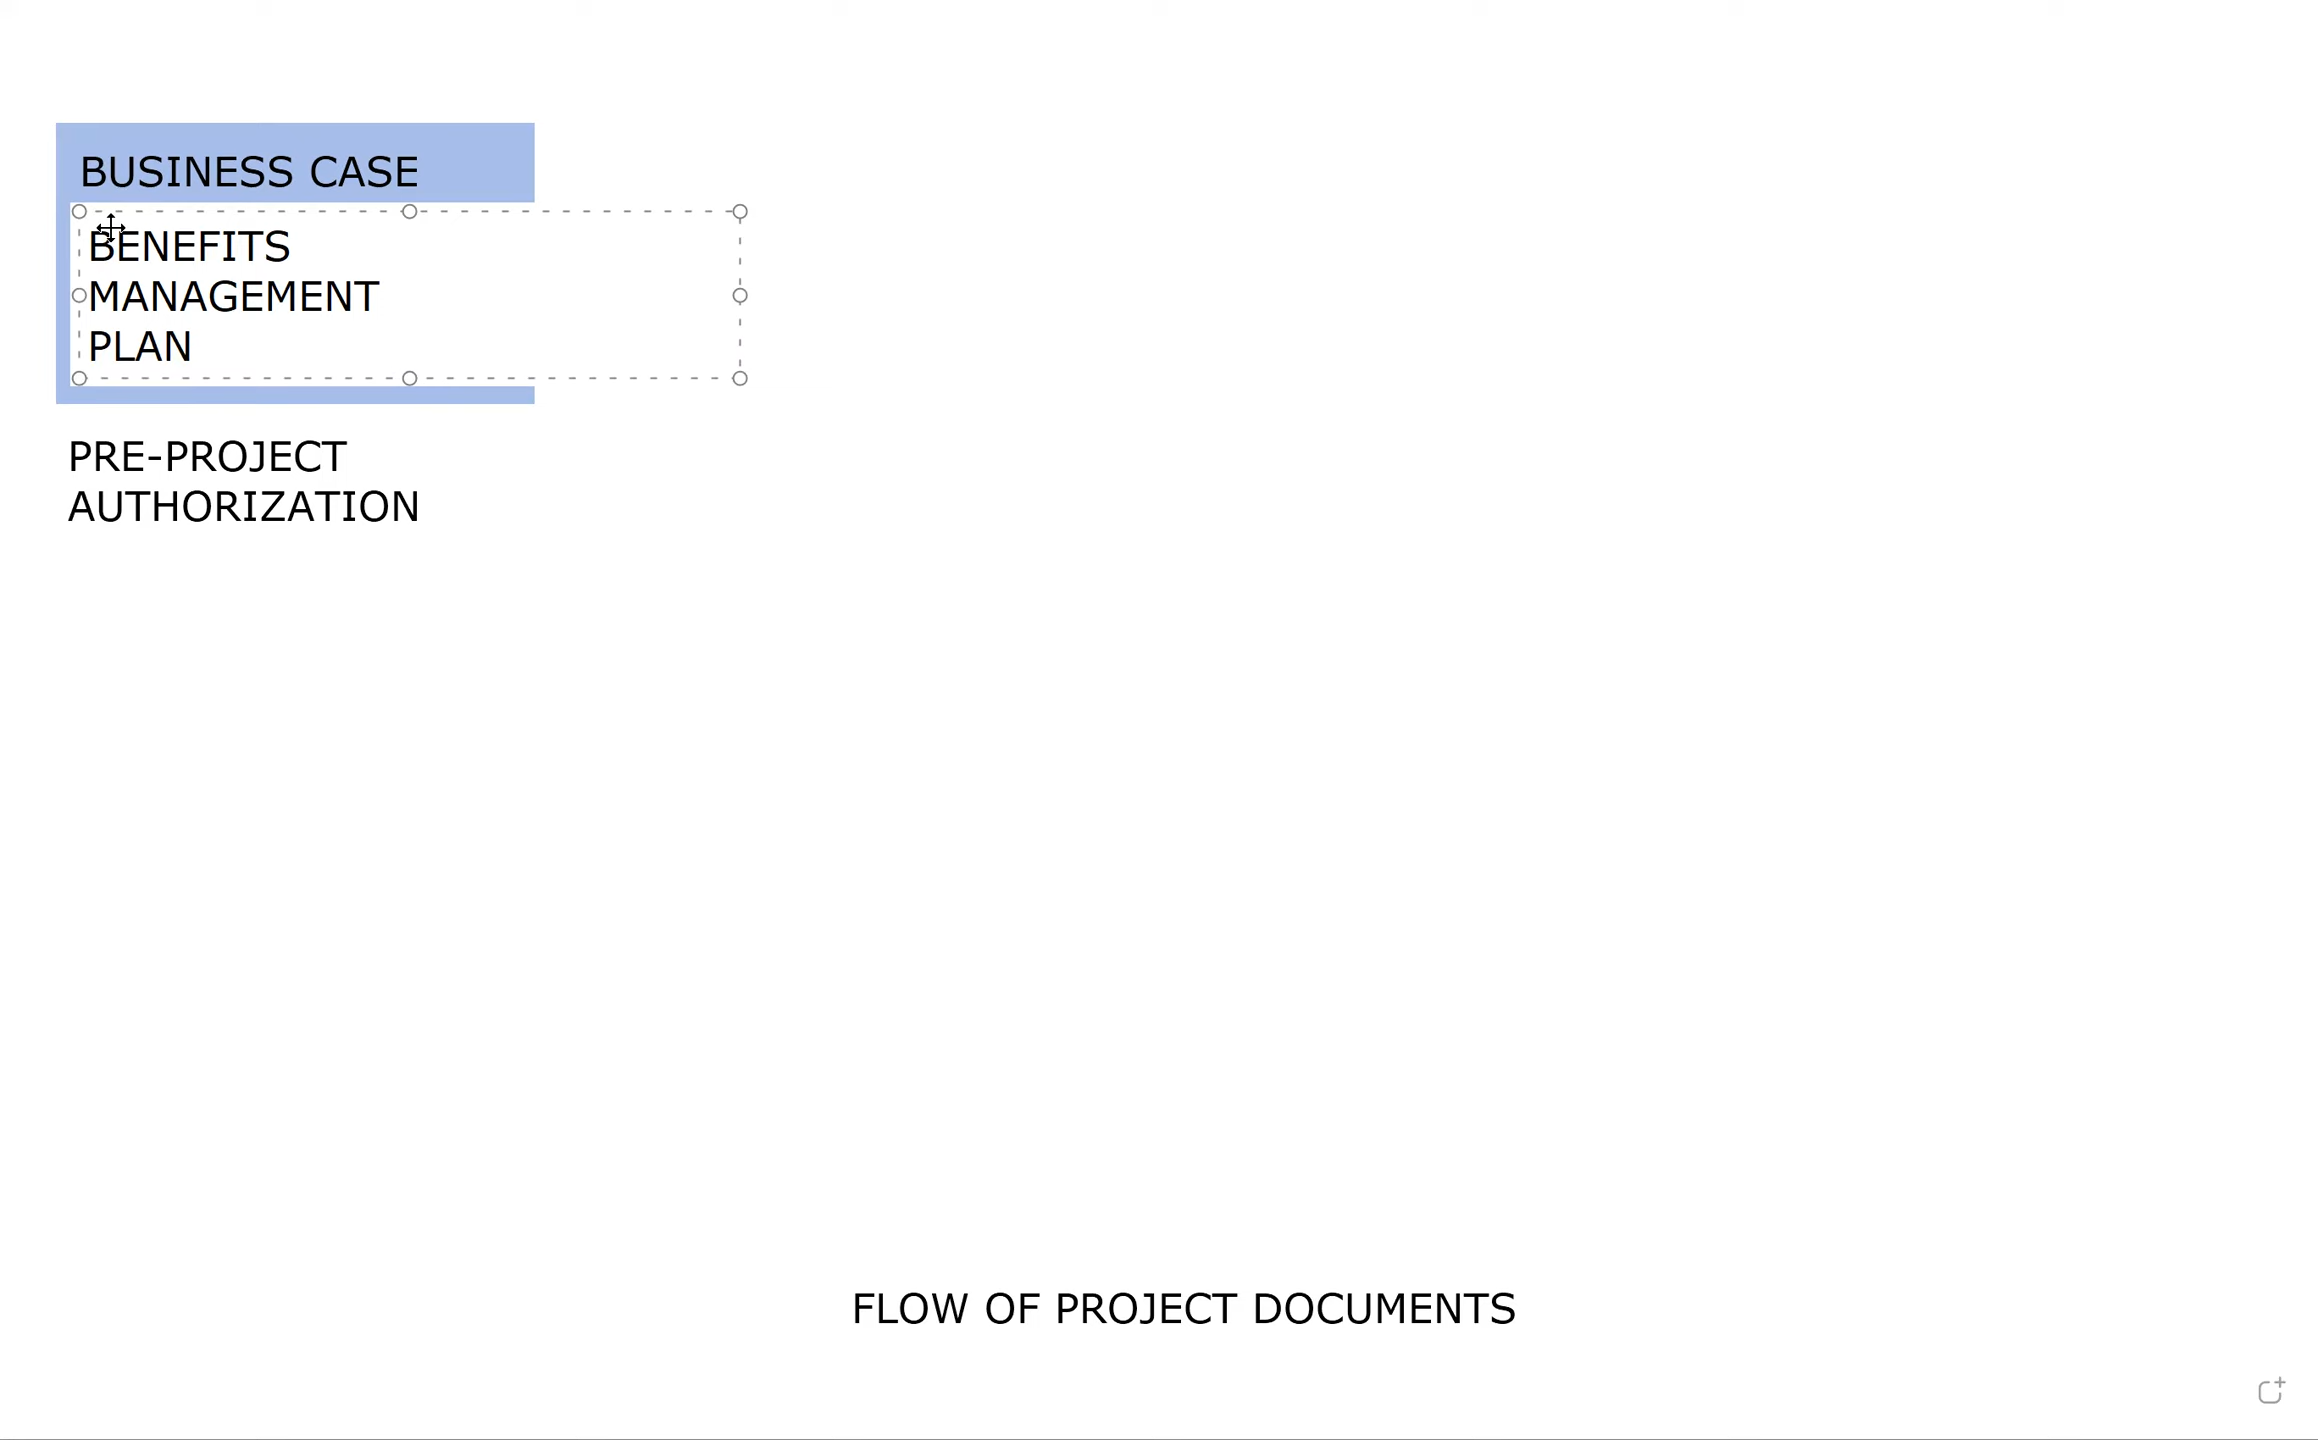 BUSINESS CASE
BENEFITS
MANAGEMENT
PLAN
PRE-PROJECT
AUTHORIZATION
FLOW OF PROJECT DOCUMENTS